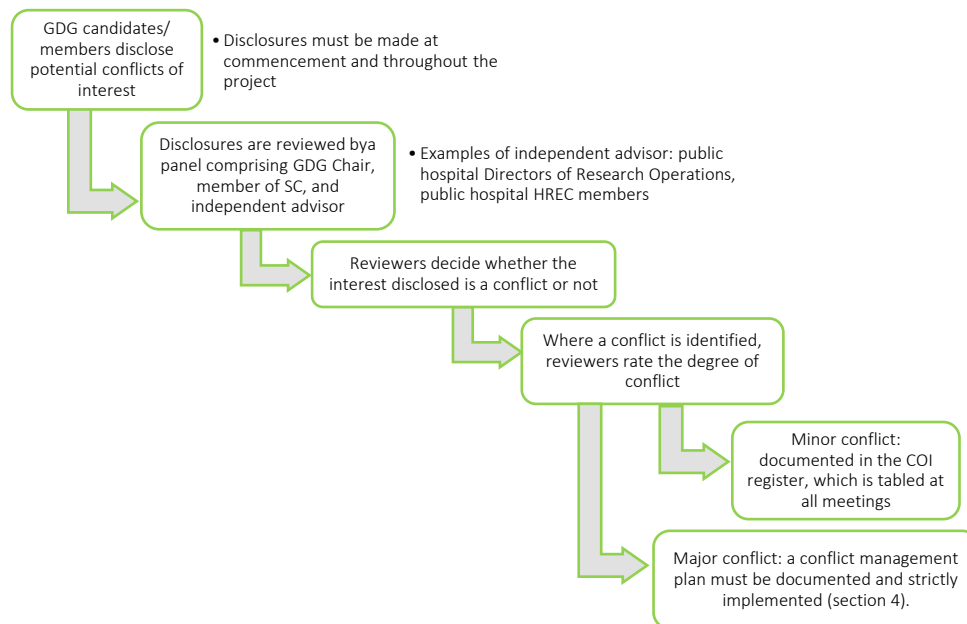 GDG candidates/
members disclose
potential conflicts of
interest
• Disclosures must be made at
commencement and throughout the
project
Disclosures are reviewed bya
panel comprising GDG Chair,
member of SC, and
independent advisor
• Examples of independent advisor: public
hospital Directors of Research Operations,
public hospital HREC members
Reviewers decide whether the
interest disclosed is a conflict or not
Where a conflict is identified,
reviewers rate the degree of
conflict
Minor conflict:
documented in the COI
register, which is tabled at
all meetings
Major conflict: a conflict management
plan must be documented and strictly
implemented (section 4).